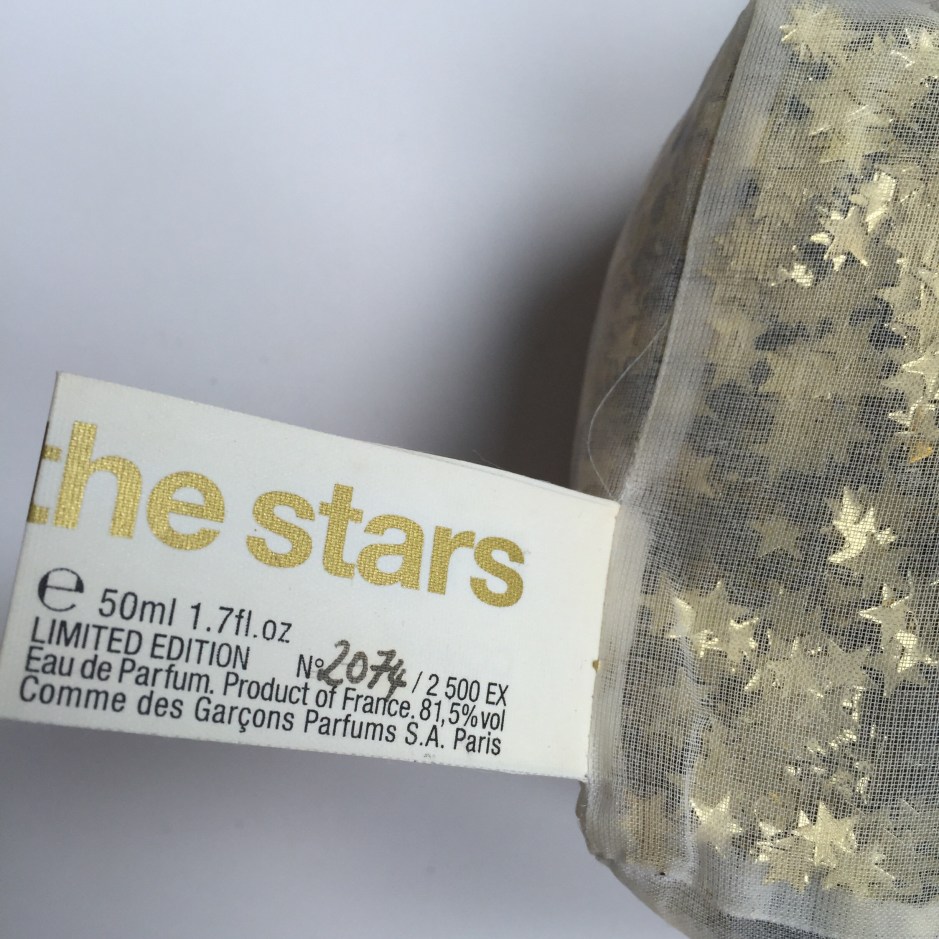 the stars
℮ 50ml 1.7fl.oz
LIMITED EDITION N° 2074 / 2 500 EX
Eau de Parfum. Product of France. 81,5%vol
Comme des Garçons Parfums S.A. Paris